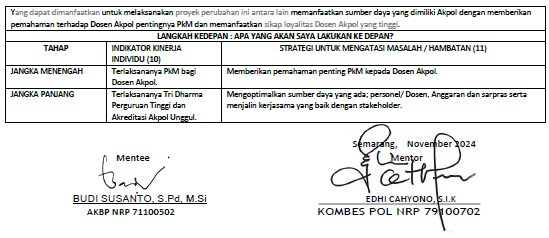 Yang dapat dimanfaatkan untuk melaksanakan proyek perubahan ini antara lain memanfaatkan sumber daya yang dimiliki Akpol dengan memberikan
pemahaman terhadap Dosen Akpol pentingnya PkM dan memanfaatkan sikap loyalitas Dosen Akpol yang tinggi.
LANGKAH KEDEPAN : APA YANG AKAN SAYA LAKUKAN KE DEPAN?
TAHAP INDIKATOR KINERJA INDIVIDU (10) STRATEGI UNTUK MENGATASI MASALAH / HAMBATAN (11)
JANGKA MENENGAH Terlaksananya PkM bagi Dosen Akpol. Memberikan pemahaman penting PkM kepada Dosen Akpol.
JANGKA PANJANG Terlaksananya Tri Dharma Perguruan Tinggi dan Akreditasi Akpol Unggul. Mengoptimalkan sumber daya yang ada; personel/ Dosen, Anggaran dan sarpras serta menjalin kerjasama yang baik dengan stakeholder.
Semarang, November 2024
Mentee Mentor
BUDI SUSANTO, S.Pd, M.Si EDHI CAHYONO, S.I.K
AKBP NRP 71100502 KOMBES POL NRP 79100702